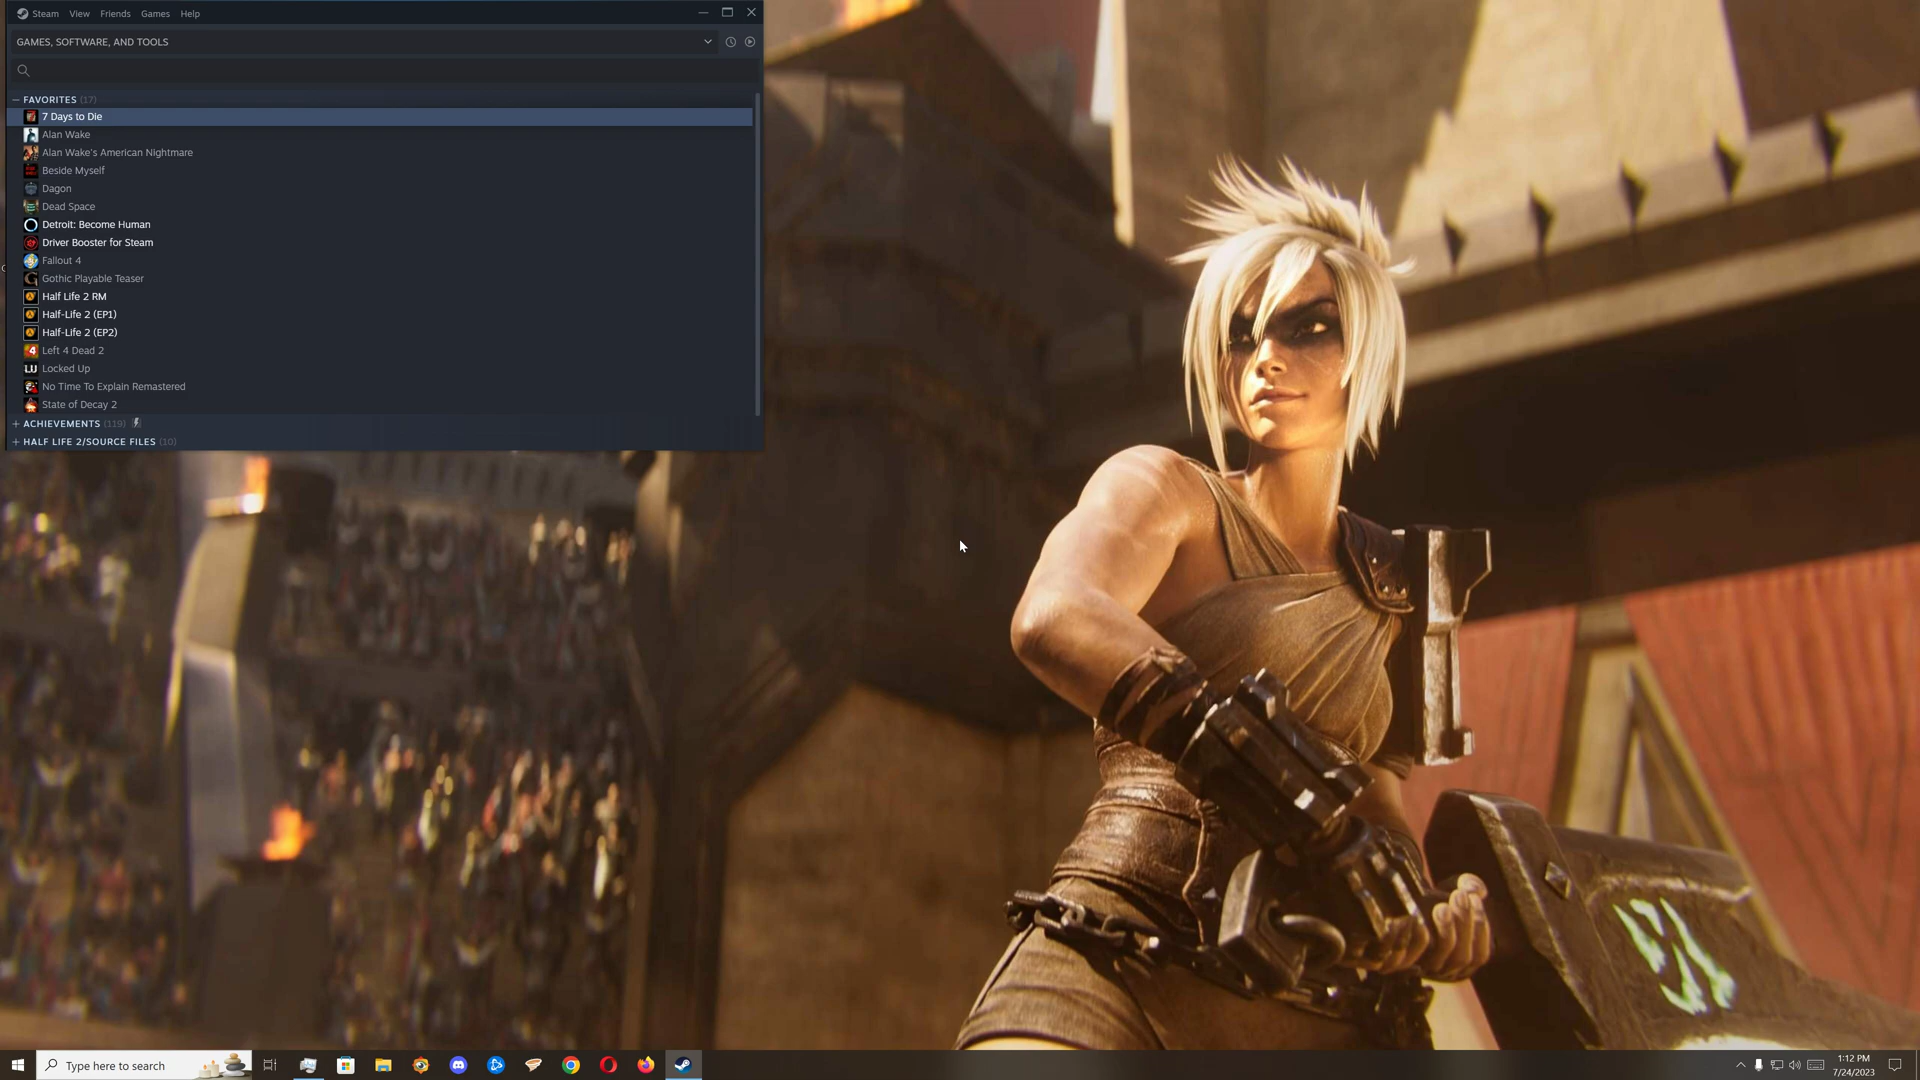 Steam View Friends Games Help
GAMES, SOFTWARE, AND TOOLS
FAVORITES (17)
7 Days to Die
Alan Wake
Alan Wake's American Nightmare
Beside Myself
Dagon
Dead Space
Detroit: Become Human
Driver Booster for Steam
Fallout 4
Gothic Playable Teaser
Half Life 2 RM
Half-Life 2 (EP1)
Half-Life 2 (EP2)
Left 4 Dead 2
Locked Up
No Time To Explain Remastered
State of Decay 2
ACHIEVEMENTS (119)
HALF LIFE 2/SOURCE FILES (10)
Type here to search
1:12 PM
7/24/2023